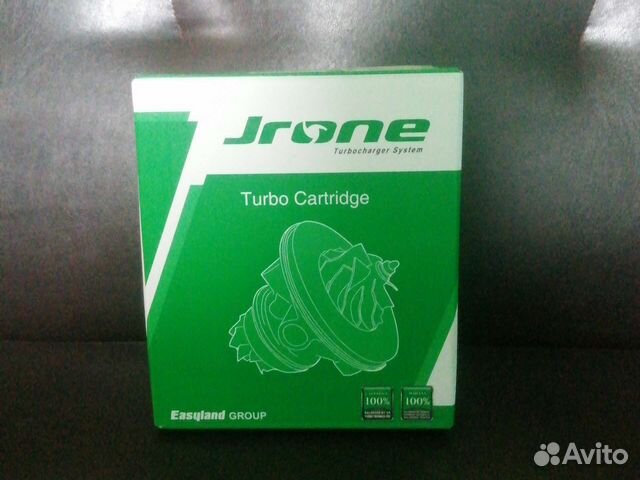 Jrone
Turbocharger System
Turbo Cartridge
100%
100%
Easyland GROUP
Avito